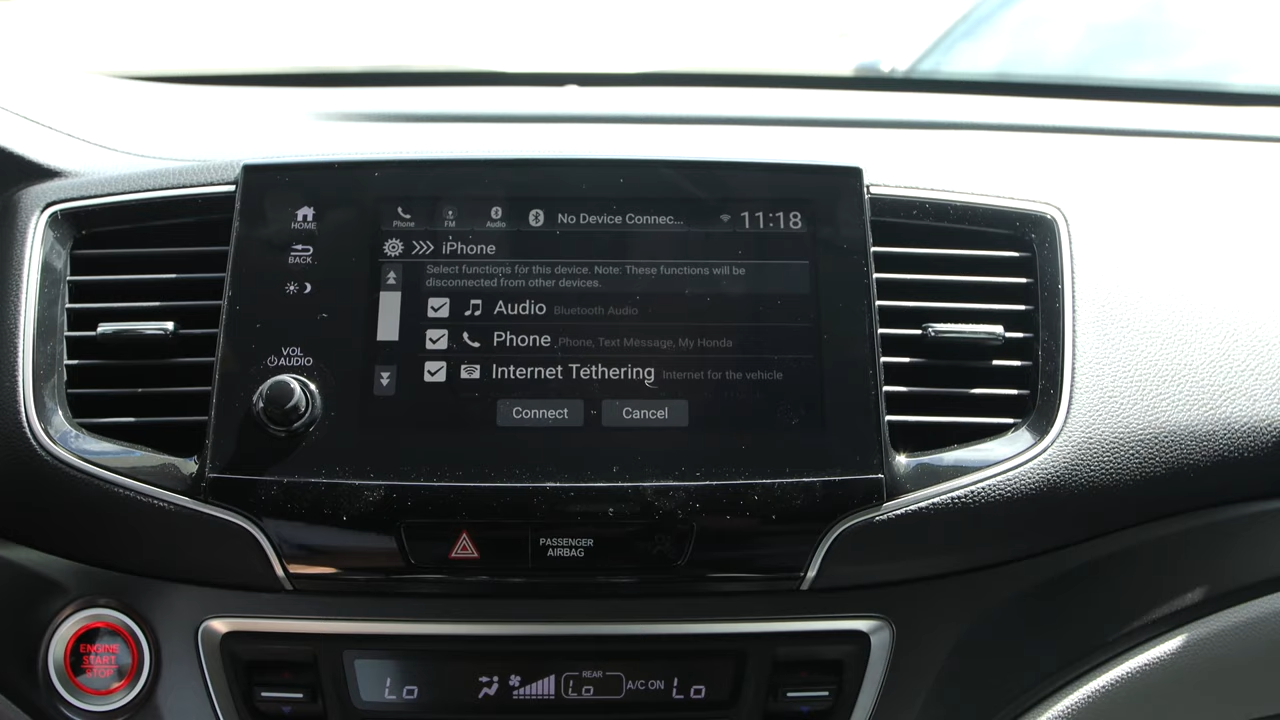 HOME
BACK
VOL
AUDIO
Phone
FM
Audio
No Device Connec...
11:18
iPhone
Select functions for this device. Note: These functions will be
disconnected from other devices.
Audio Bluetooth Audio
Phone Phone, Text Message, My Honda
Internet Tethering Internet for the vehicle
Connect
Cancel
PASSENGER
AIRBAG
ENGINE
START
STOP
Lo
REAR
Lo
A/C ON
Lo